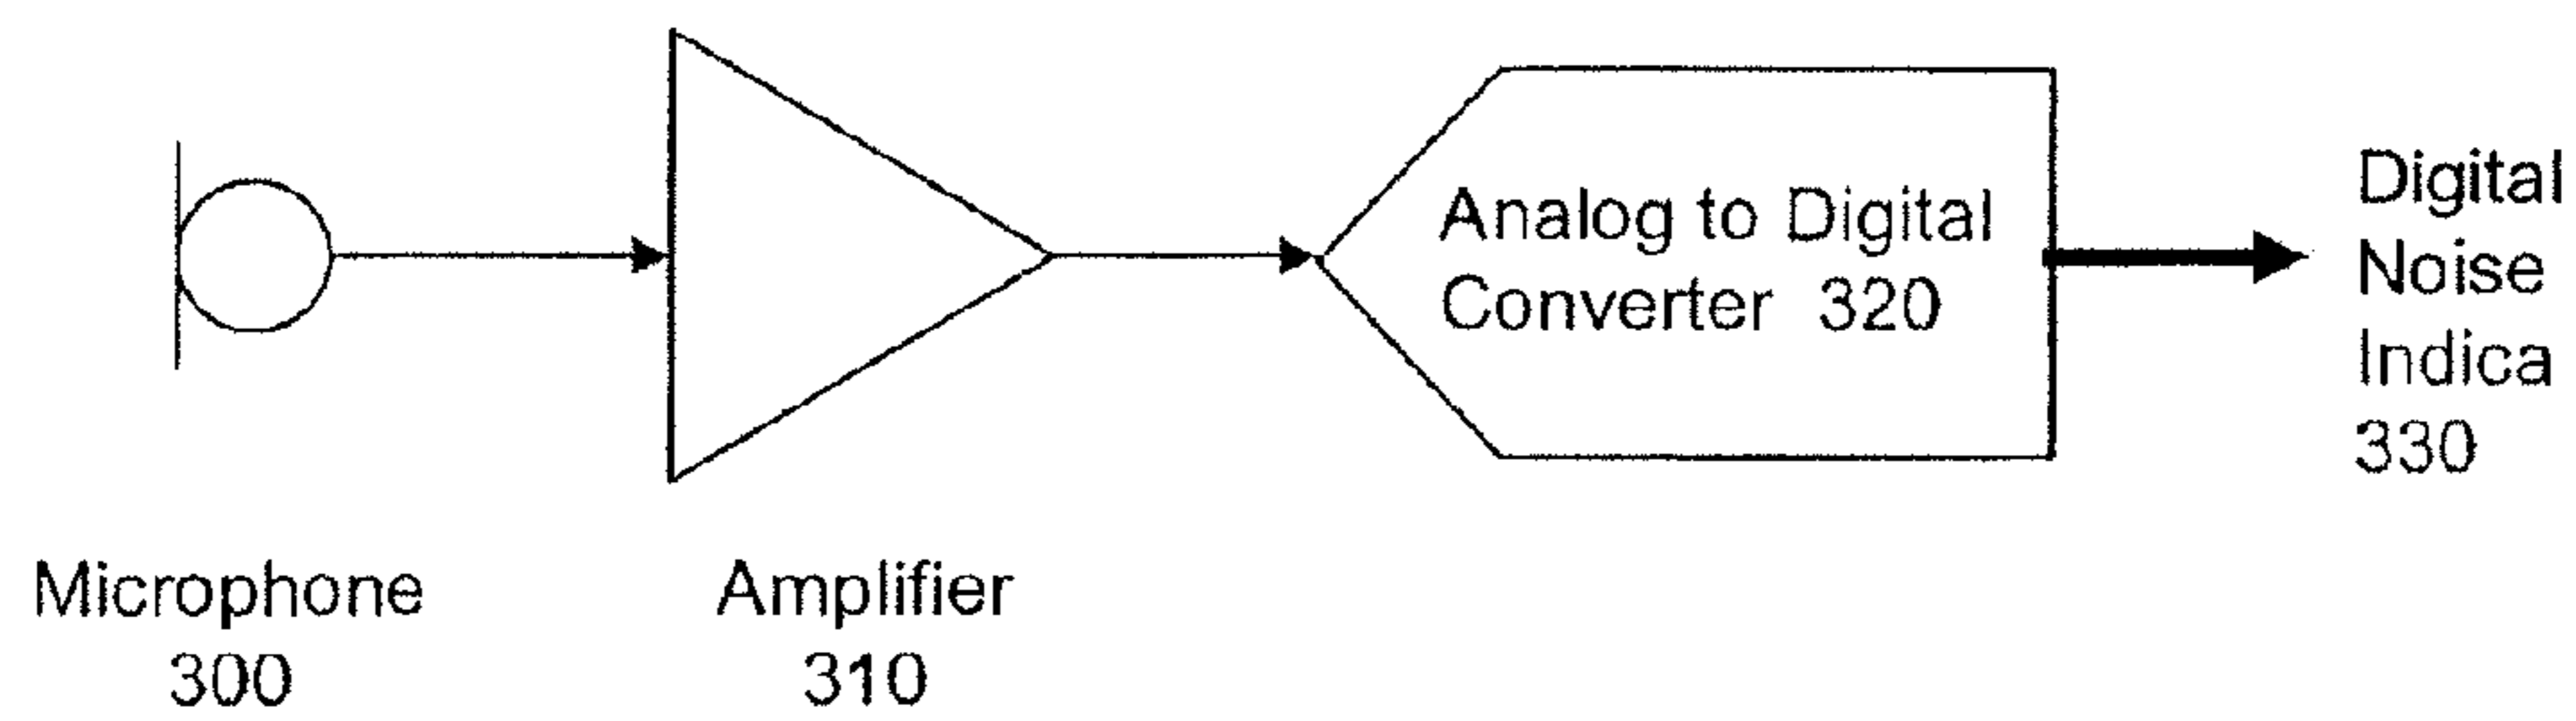 Microphone
300
Amplifier
310
Analog to Digital
Converter 320
Digital
Noise
Indica
330